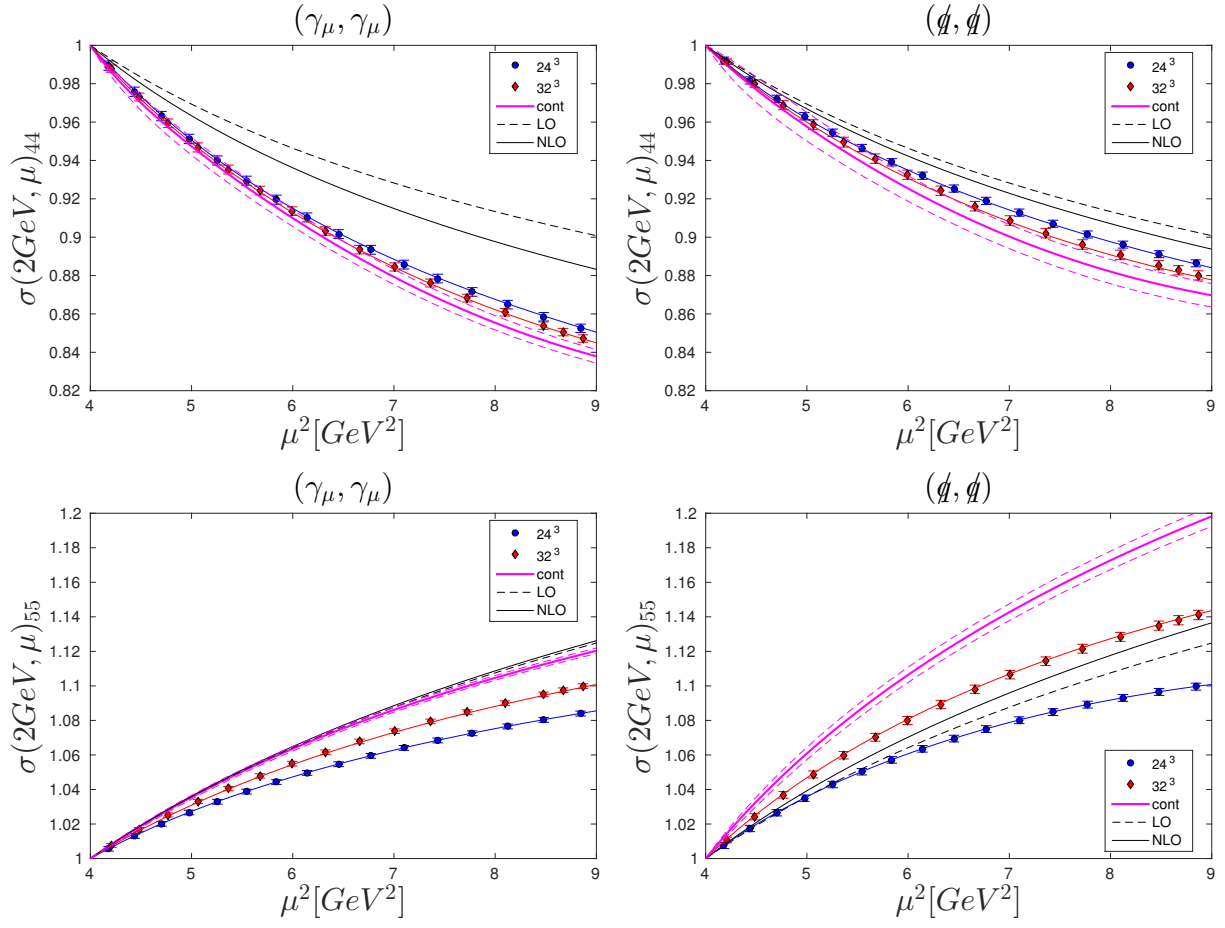 (γμ, γμ)
1
0.98
0.96
0.94
0.92
0.9
0.88
0.86
0.84
0.82
4 5 6 7 8 9
σ(2GeV, μ)44
μ²[GeV²]
24³
32³
cont
LO
NLO
(q̸, q̸)
1
0.98
0.96
0.94
0.92
0.9
0.88
0.86
0.84
0.82
4 5 6 7 8 9
σ(2GeV, μ)44
μ²[GeV²]
24³
32³
cont
LO
NLO
(γμ, γμ)
1.2
1.18
1.16
1.14
1.12
1.1
1.08
1.06
1.04
1.02
1
4 5 6 7 8 9
σ(2GeV, μ)55
μ²[GeV²]
24³
32³
cont
LO
NLO
(q̸, q̸)
1.2
1.18
1.16
1.14
1.12
1.1
1.08
1.06
1.04
1.02
1
4 5 6 7 8 9
σ(2GeV, μ)55
μ²[GeV²]
24³
32³
cont
LO
NLO